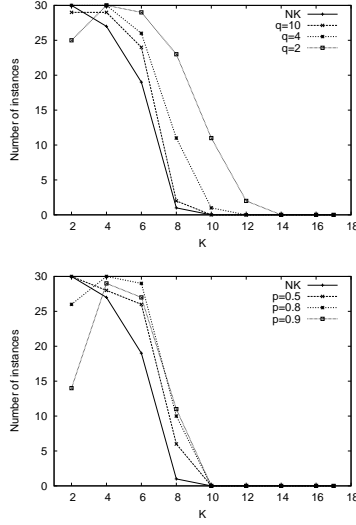 30
25
20
15
10
5
0
Number of instances
2 4 6 8 10 12 14 16 18
K
NK
q=10
q=4
q=2
30
25
20
15
10
5
0
Number of instances
2 4 6 8 10 12 14 16 18
K
NK
p=0.5
p=0.8
p=0.9